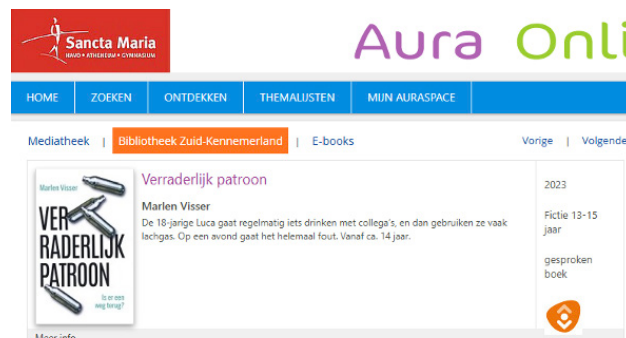 Sancta Maria
HAVO • ATHENEUM • GYMNASIUM
Aura Onli
HOME ZOEKEN ONTDEKKEN THEMALIJSTEN MIJN AURASPACE
Mediatheek | Bibliotheek Zuid-Kennemerland | E-books Vorige | Volgende
Marlen Visser
VER
RADERLIJK
PATROON
Is er een
weg terug?
Verraderlijk patroon
Marlen Visser
De 18-jarige Luca gaat regelmatig iets drinken met collega's, en dan gebruiken ze vaak
lachgas. Op een avond gaat het helemaal fout. Vanaf ca. 14 jaar.
2023
Fictie 13-15
jaar
gesproken
boek
Meer info